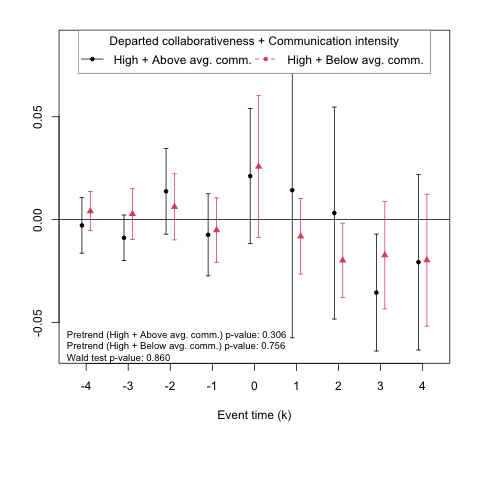 Departed collaborativeness + Communication intensity
High + Above avg. comm. High + Below avg. comm.
0.05
0.00
-0.05
Pretrend (High + Above avg. comm.) p-value: 0.306
Pretrend (High + Below avg. comm.) p-value: 0.756
Wald test p-value: 0.860
-4 -3 -2 -1 0 1 2 3 4
Event time (k)